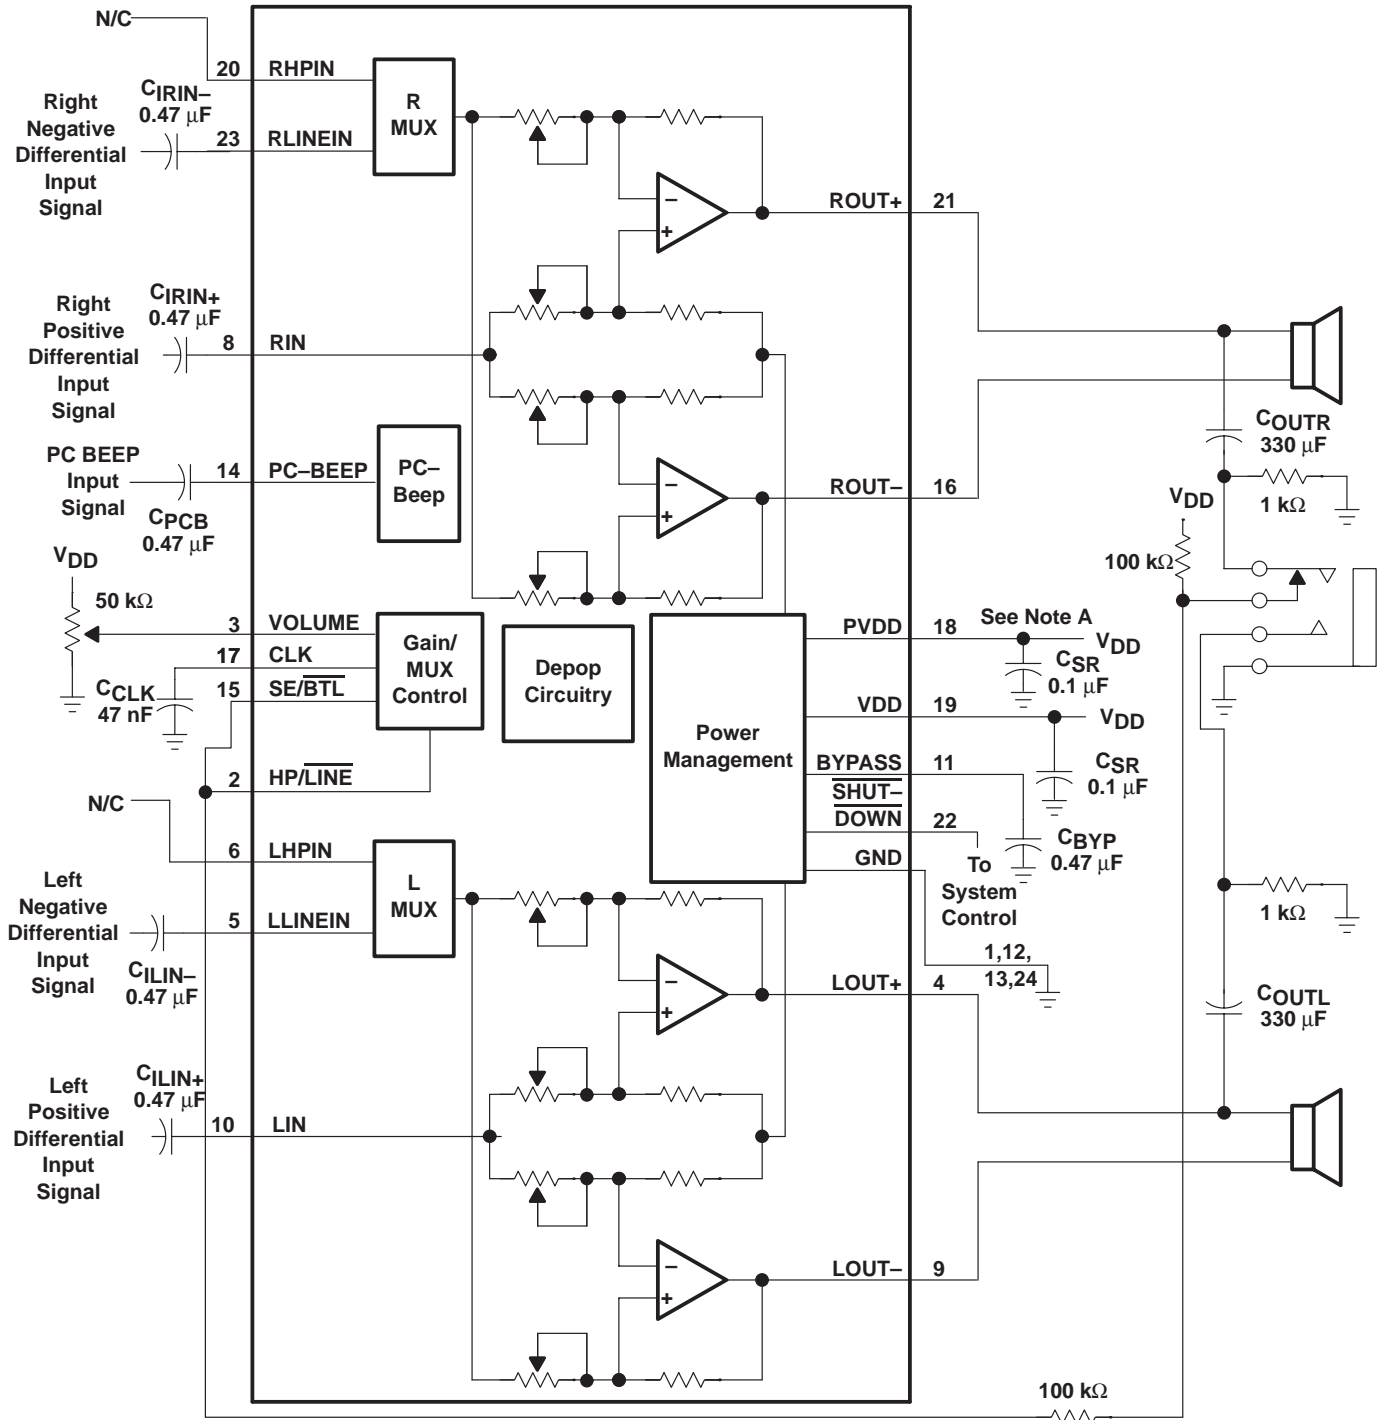 N/C
20 RHPIN
Right
Negative
Differential
Input
Signal
CIRIN–
0.47 μF
23 RLINEIN
R
MUX
–
+
ROUT+ 21
Right
Positive
Differential
Input
Signal
CIRIN+
0.47 μF
8 RIN
PC BEEP
Input
Signal
14 PC–BEEP
CPCB
0.47 μF
PC–
Beep
–
+
ROUT– 16
COUTR
330 μF
1 kΩ
VDD
100 kΩ
VDD
50 kΩ
3 VOLUME
17 CLK
15 SE/BTL
CCLK
47 nF
2 HP/LINE
Gain/
MUX
Control
Depop
Circuitry
Power
Management
PVDD 18
See Note A
VDD
CSR
0.1 μF
VDD 19
VDD
CSR
0.1 μF
BYPASS 11
SHUT–
DOWN 22
CBYP
0.47 μF
To
System
Control
GND
1,12,
13,24
N/C
6 LHPIN
Left
Negative
Differential
Input
Signal
5 LLINEIN
CILIN–
0.47 μF
L
MUX
–
+
LOUT+ 4
1 kΩ
COUTL
330 μF
Left
Positive
Differential
Input
Signal
CILIN+
0.47 μF
10 LIN
–
+
LOUT– 9
100 kΩ